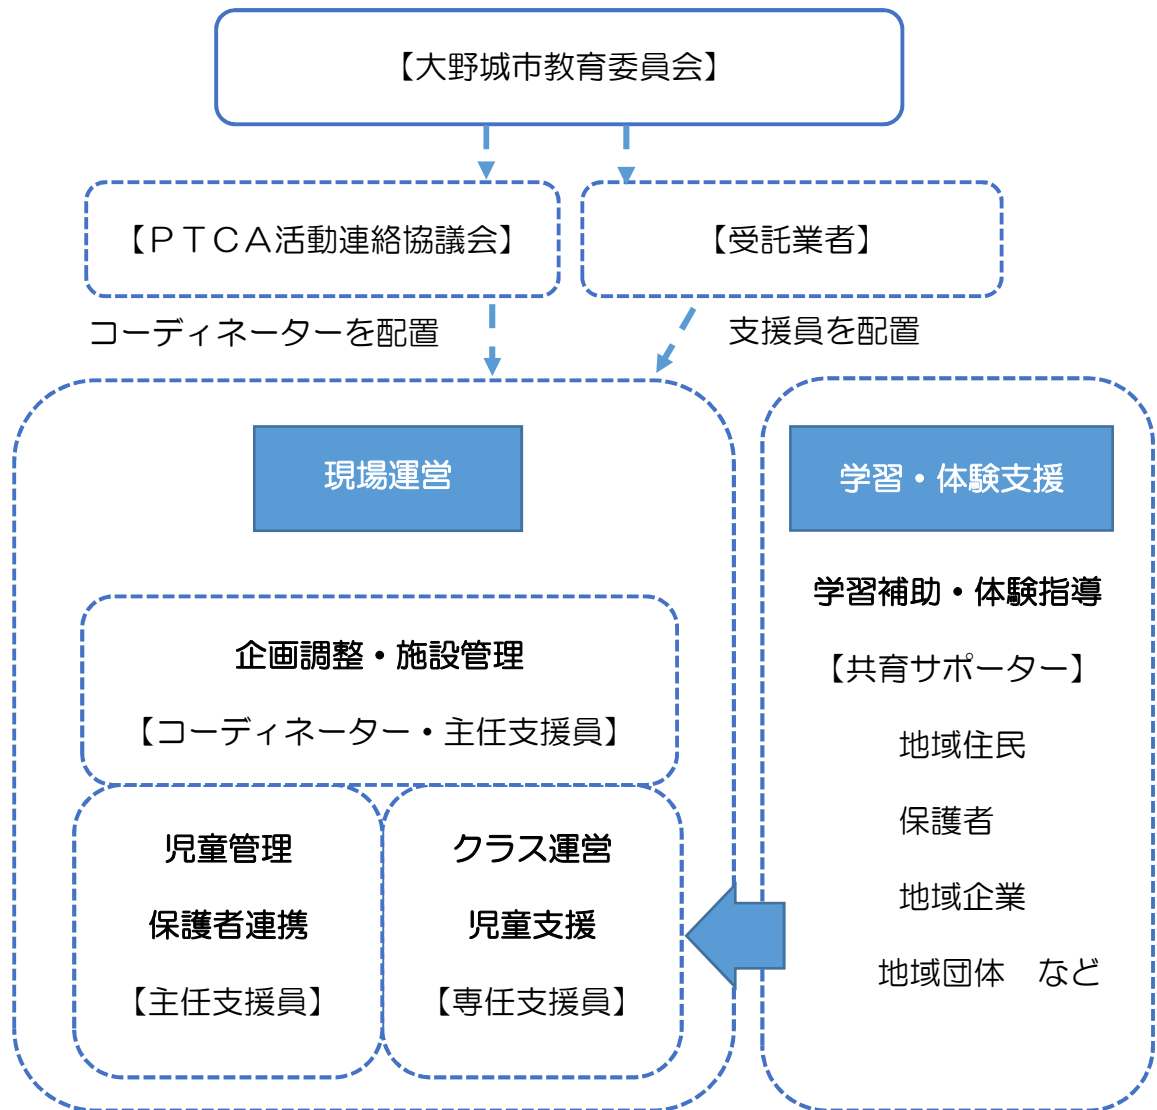 【大野城市教育委員会】
【ＰＴＣＡ活動連絡協議会】
【受託業者】
コーディネーターを配置
支援員を配置
現場運営
企画調整・施設管理
【コーディネーター・主任支援員】
児童管理
保護者連携
【主任支援員】
クラス運営
児童支援
【専任支援員】
学習・体験支援
学習補助・体験指導
【共育サポーター】
地域住民
保護者
地域企業
地域団体　など